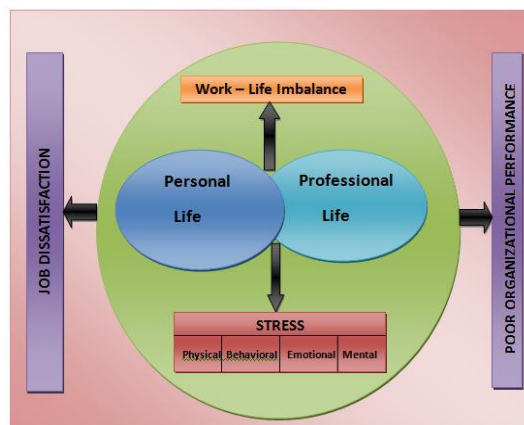 Work – Life Imbalance
JOB DISSATISFACTION
Personal
Life
Professional
Life
POOR ORGANIZATIONAL PERFORMANCE
STRESS
Physical Behavioral Emotional Mental